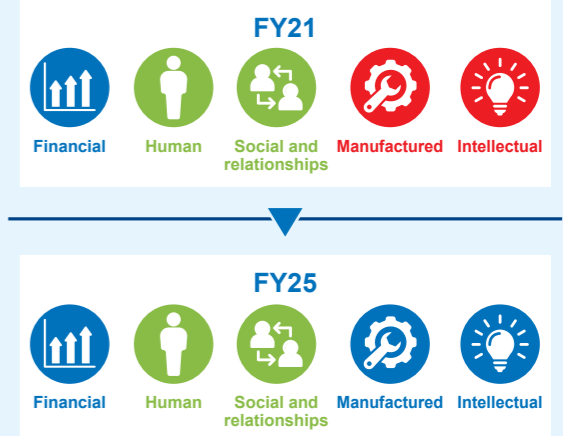 FY21
Financial
Human
Social and
relationships
Manufactured
Intellectual
FY25
Financial
Human
Social and
relationships
Manufactured
Intellectual